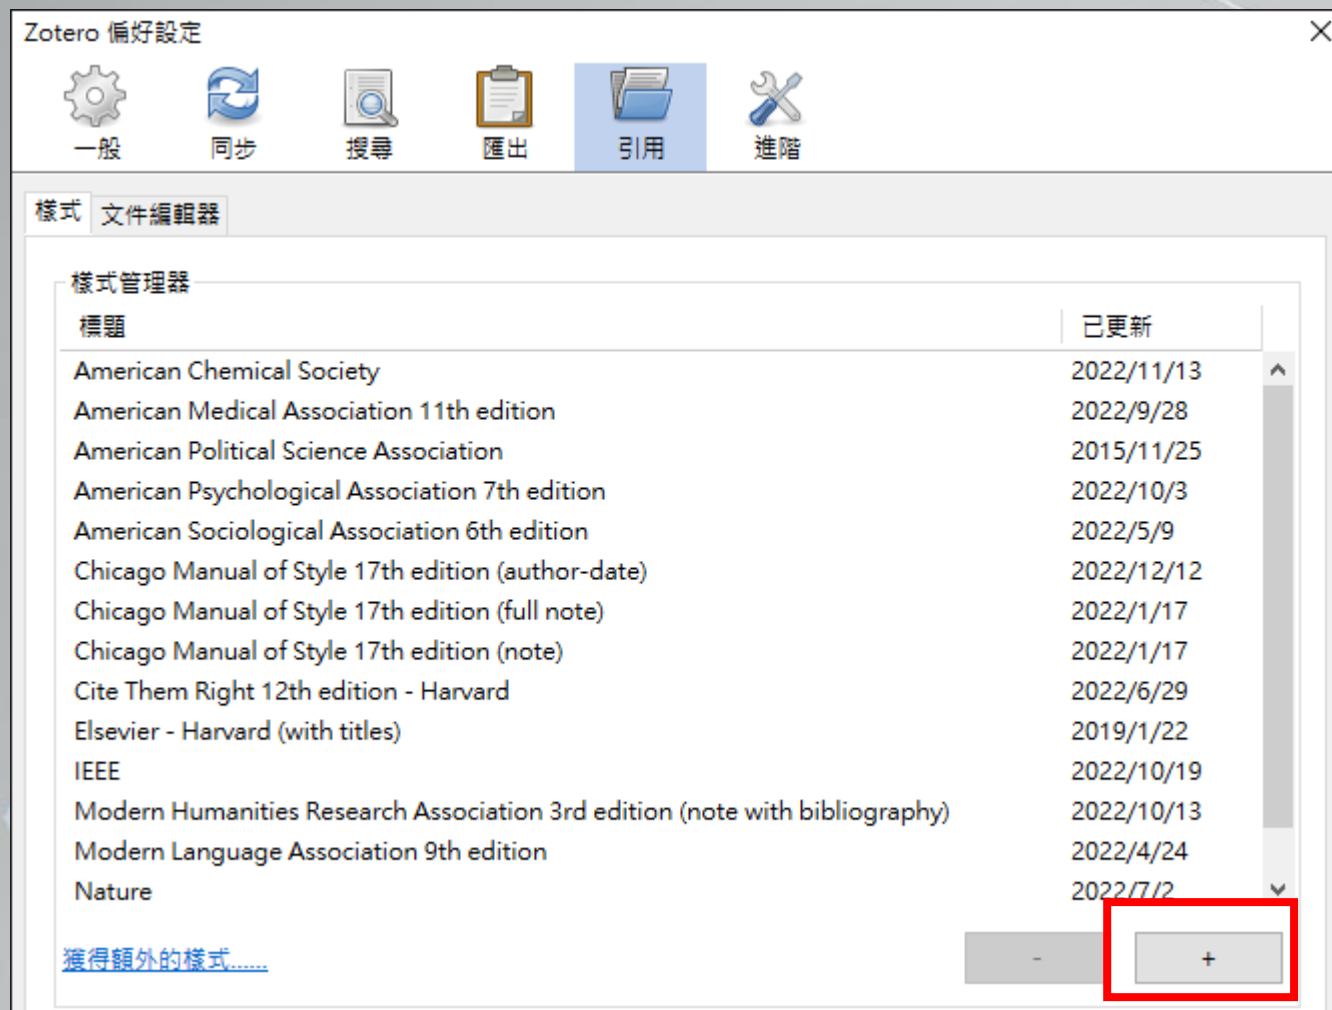 Zotero 偏好設定
一般 同步 搜尋 匯出 引用 進階
樣式 文件編輯器
樣式管理器
標題 已更新
American Chemical Society 2022/11/13
American Medical Association 11th edition 2022/9/28
American Political Science Association 2015/11/25
American Psychological Association 7th edition 2022/10/3
American Sociological Association 6th edition 2022/5/9
Chicago Manual of Style 17th edition (author-date) 2022/12/12
Chicago Manual of Style 17th edition (full note) 2022/1/17
Chicago Manual of Style 17th edition (note) 2022/1/17
Cite Them Right 12th edition - Harvard 2022/6/29
Elsevier - Harvard (with titles) 2019/1/22
IEEE 2022/10/19
Modern Humanities Research Association 3rd edition (note with bibliography) 2022/10/13
Modern Language Association 9th edition 2022/4/24
Nature 2022/7/2
獲得額外的樣式...... - +